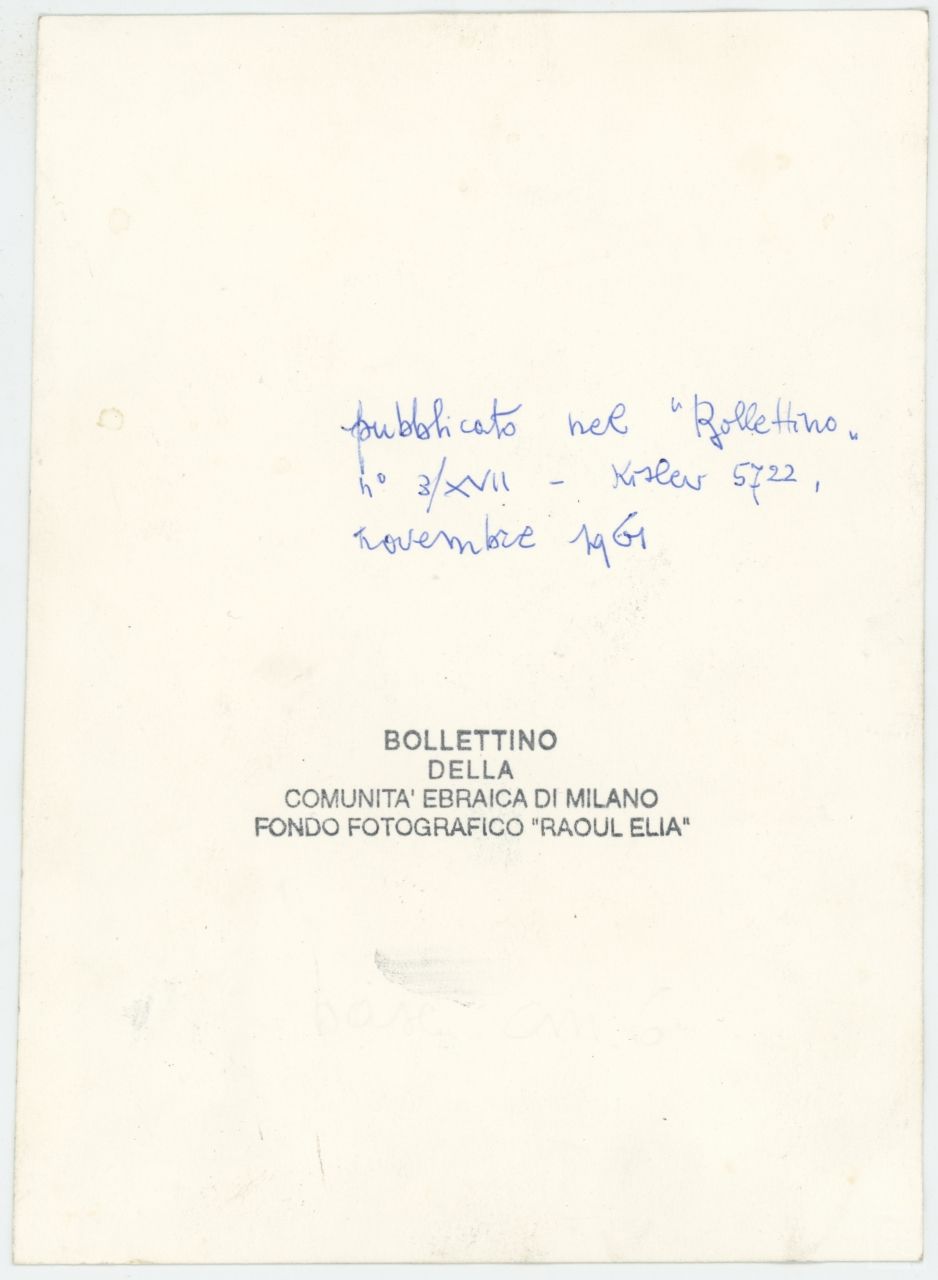 pubblicato nel "Bollettino„
n° 3/XVII - Kislev 5722,
novembre 1961
BOLLETTINO
DELLA
COMUNITA' EBRAICA DI MILANO
FONDO FOTOGRAFICO "RAOUL ELIA"